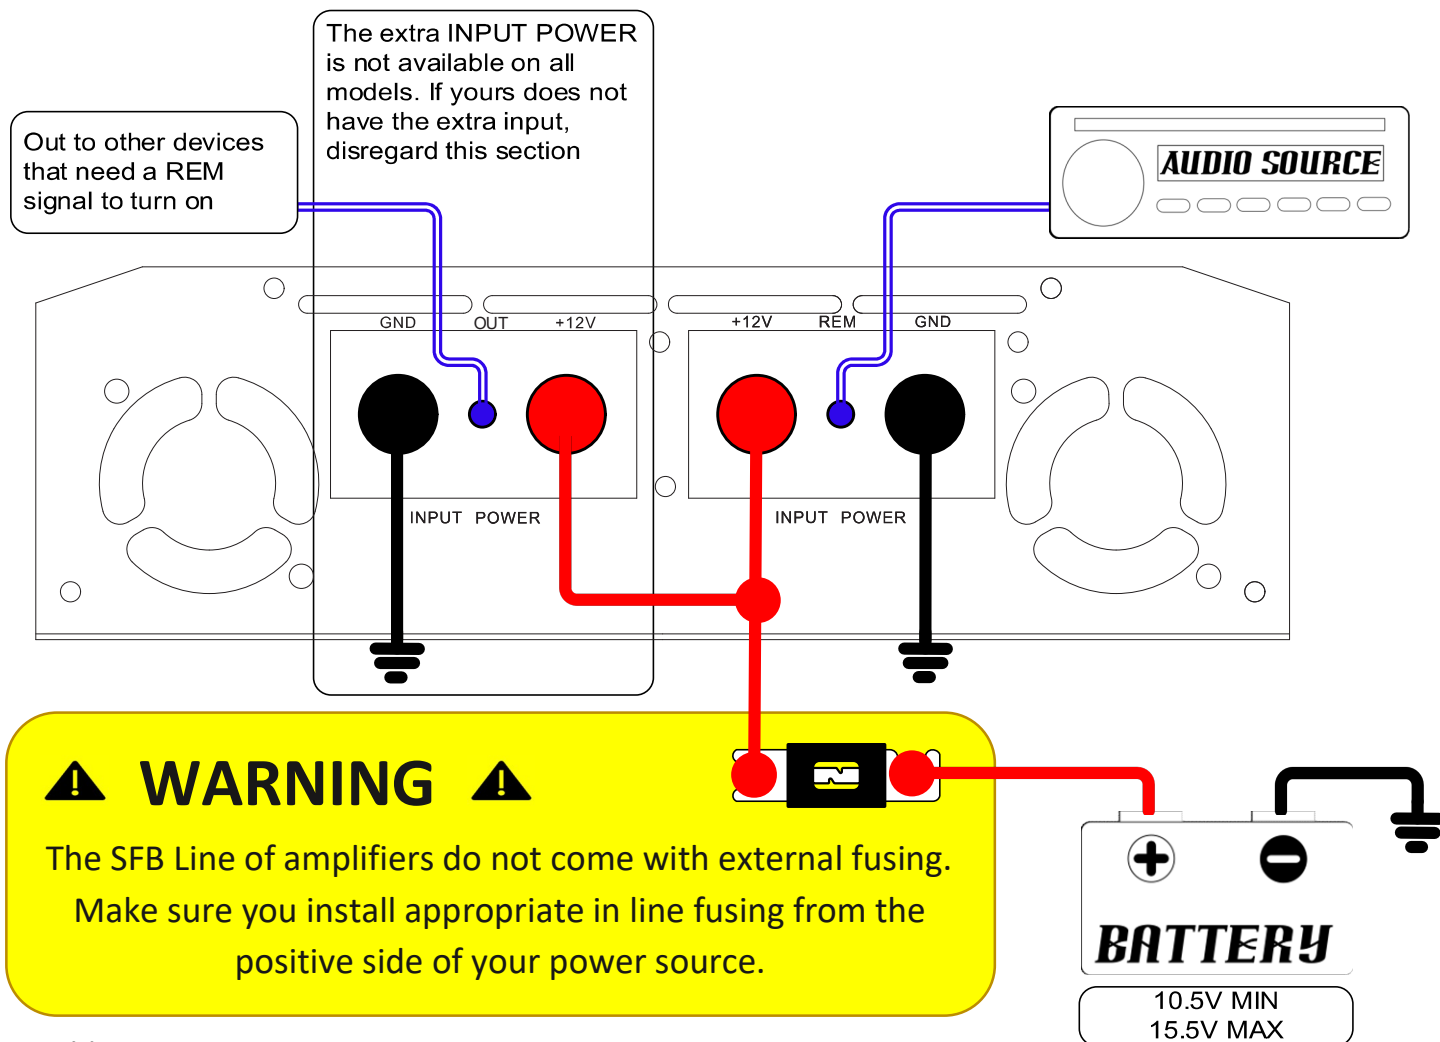 The extra INPUT POWER
is not available on all
models. If yours does not
have the extra input,
disregard this section
Out to other devices
that need a REM
signal to turn on
AUDIO SOURCE
GND OUT +12V
+12V REM GND
INPUT POWER
INPUT POWER
WARNING
The SFB Line of amplifiers do not come with external fusing.
Make sure you install appropriate in line fusing from the
positive side of your power source.
BATTERY
10.5V MIN
15.5V MAX